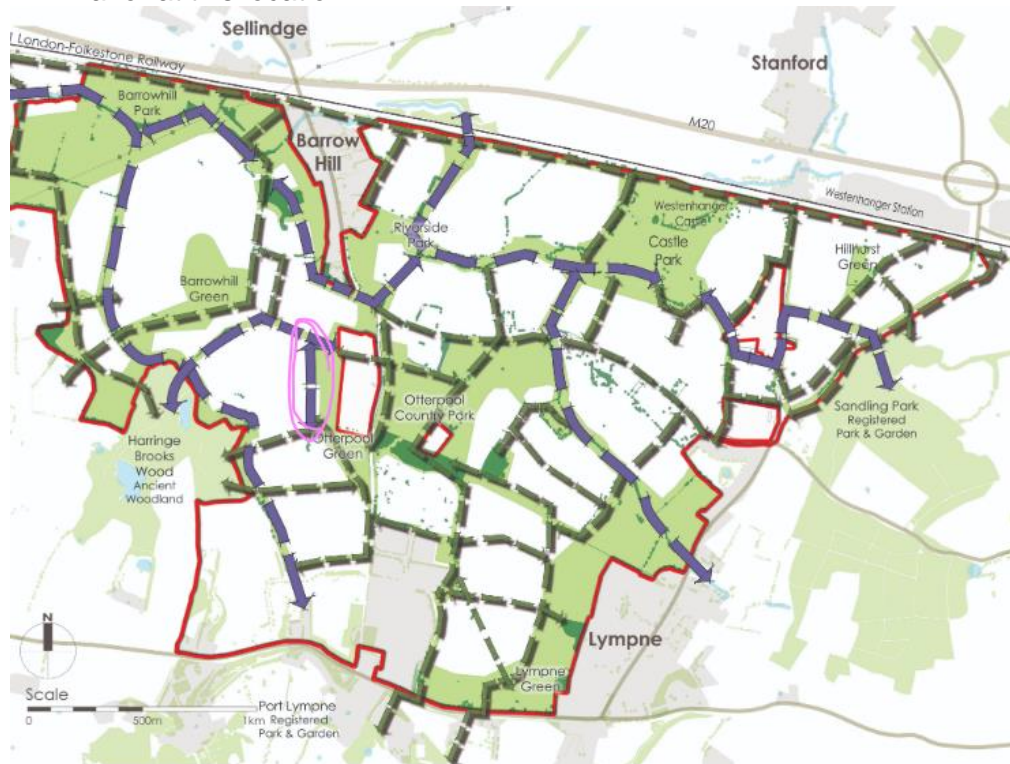 Sellindge
London-Folkestone Railway
Stanford
Barrowhill
Park
M20
Barrow
Hill
Westenhanger Station
Westenhanger
Castle
Riverside
Park
Castle
Park
Hillhurst
Green
Barrowhill
Green
Otterpool
Country Park
Sandling Park
Registered
Park & Garden
Otterpool
Green
Harringe
Brooks
Wood
Ancient
Woodland
N
Lympne
Lympne
Green
Scale
0 500m 1km
Port Lympne
Registered
Park & Garden